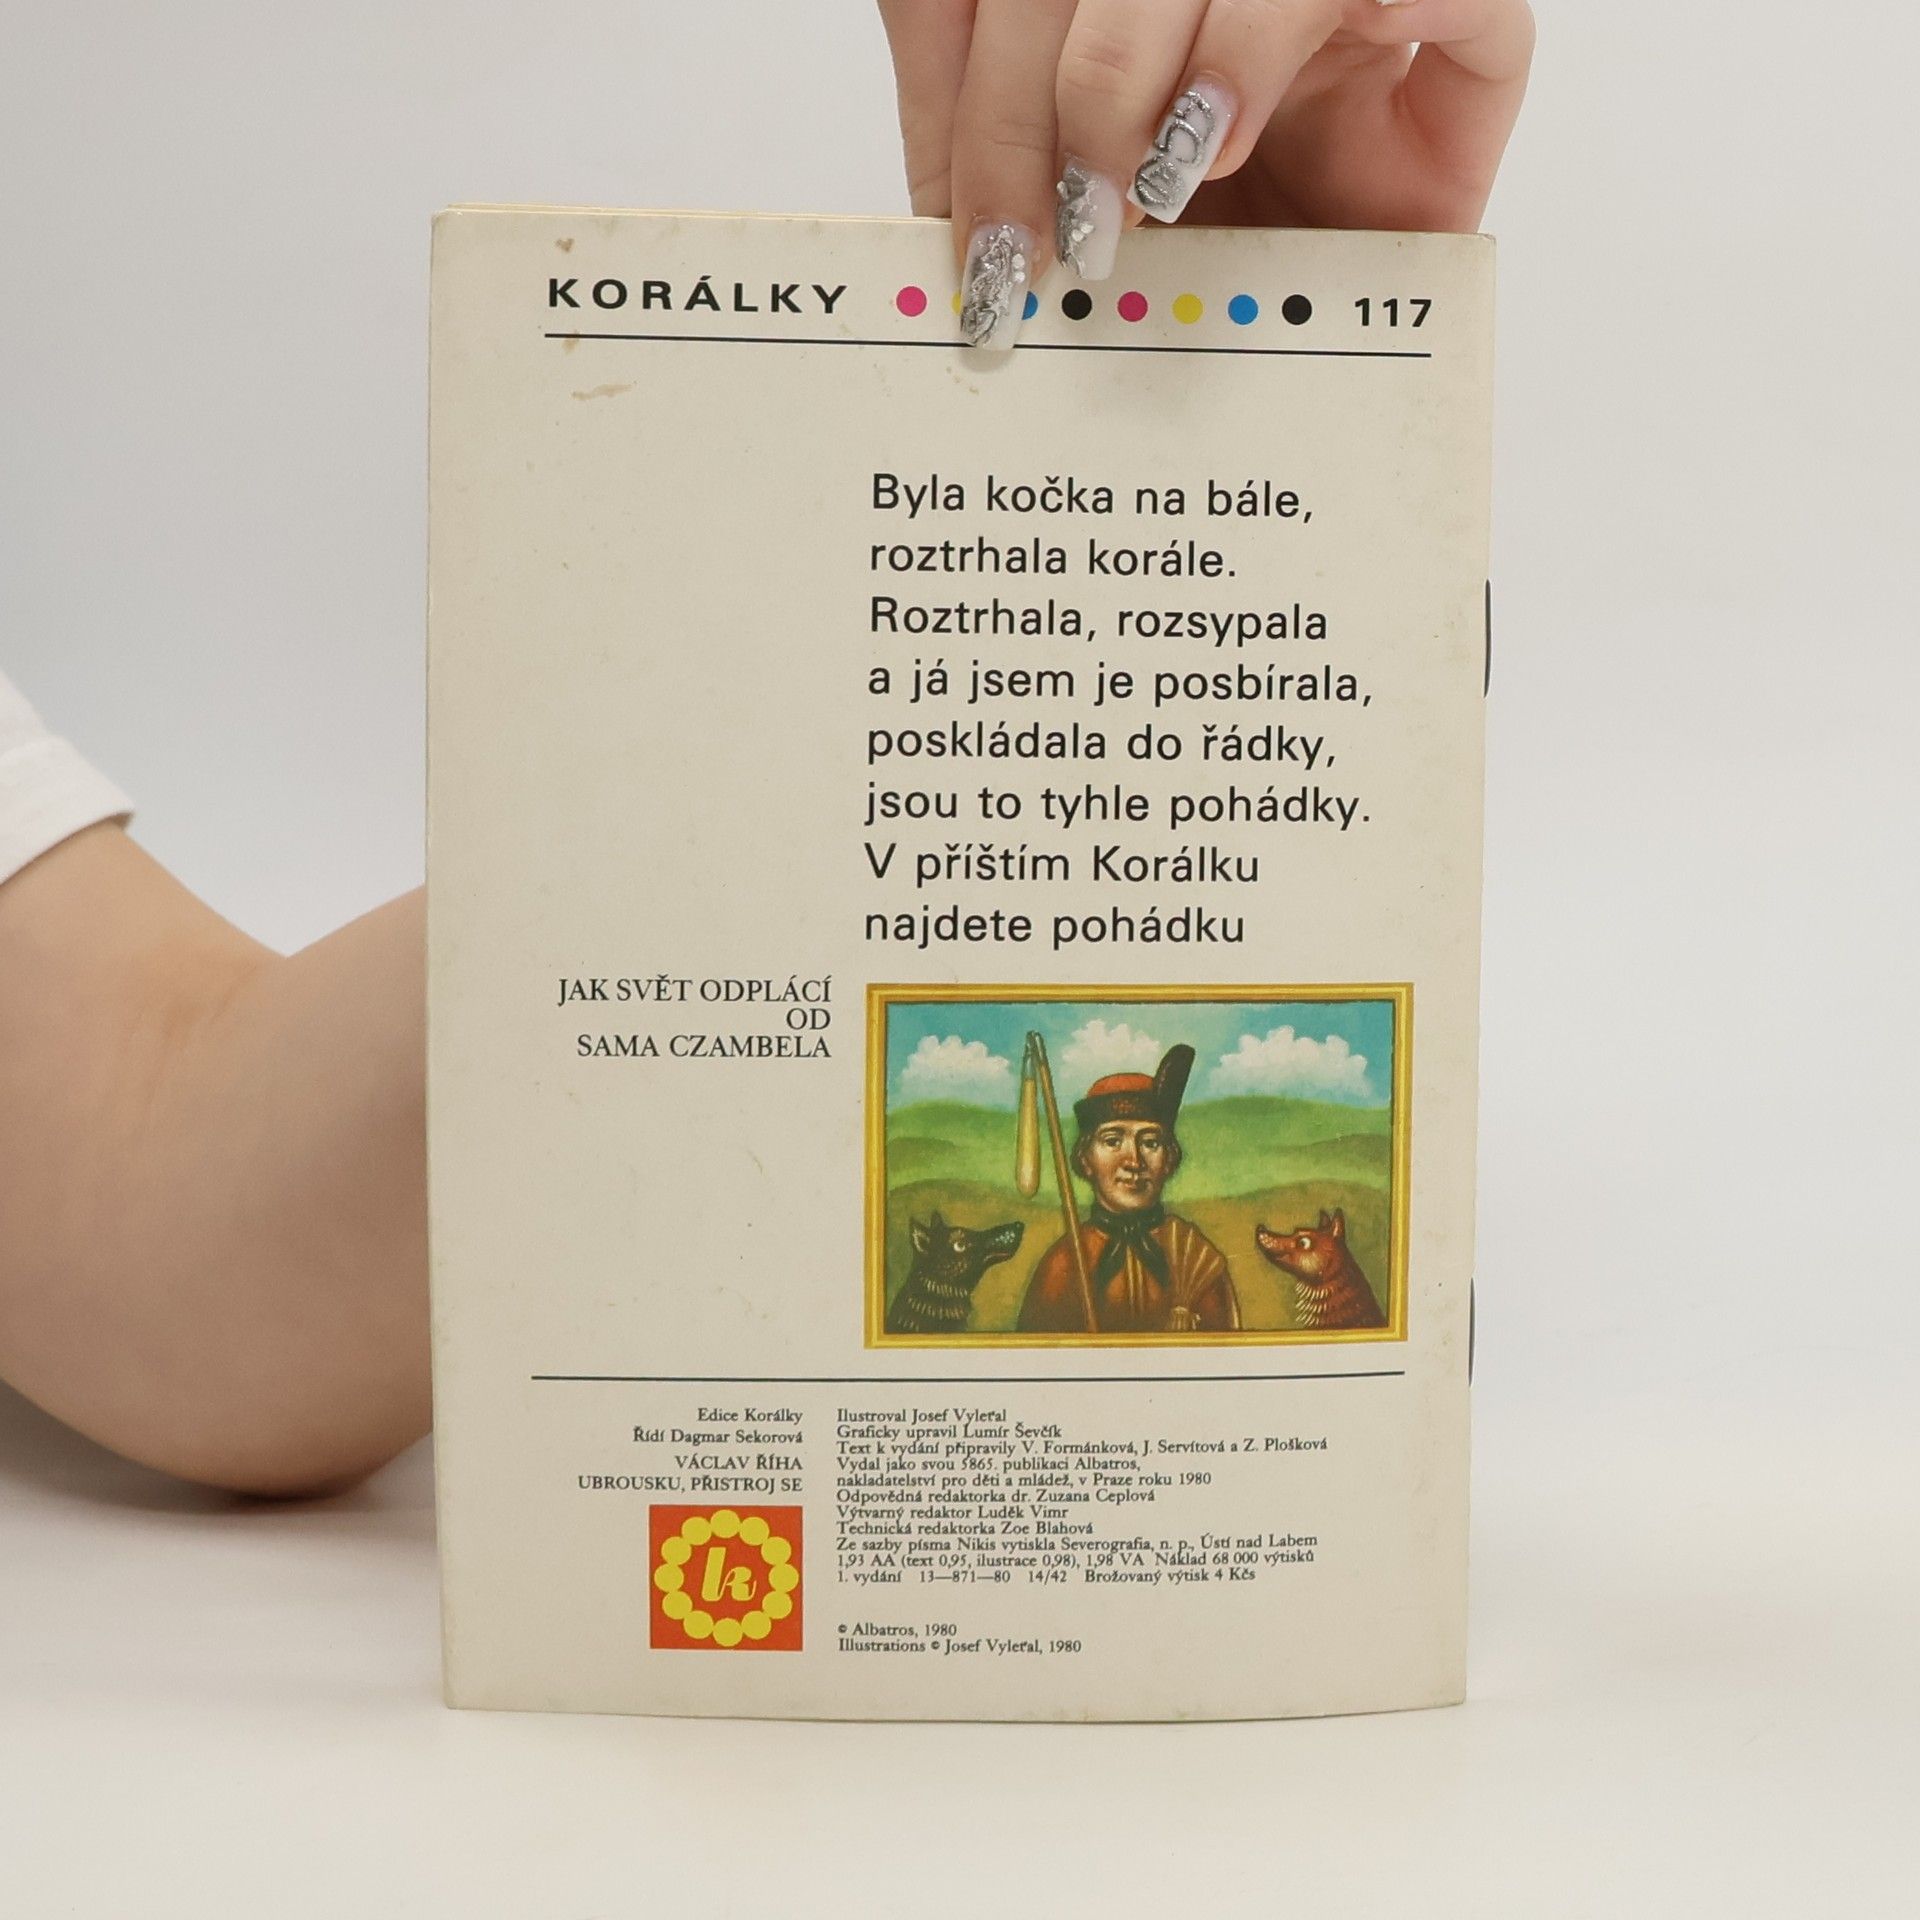 KORÁLKY 117
Byla kočka na bále,
roztrhala korále.
Roztrhala, rozsypala
a já jsem je posbírala,
poskládala do řádky,
jsou to tyhle pohádky.
V příštím Korálku
najdete pohádku
JAK SVĚT ODPLÁCÍ
OD
SAMA CZAMBELA
Edice Korálky
Řídí Dagmar Sekorová
VÁCLAV ŘÍHA
UBROUSKU, PŘISTROJ SE
k
Ilustroval Josef Vyleťal
Graficky upravil Lumír Ševčík
Text k vydání připravily V. Formánková, J. Servítová a Z. Plošková
Vydal jako svou 5865. publikaci Albatros,
nakladatelství pro děti a mládež, v Praze roku 1980
Odpovědná redaktorka dr. Zuzana Ceplová
Výtvarný redaktor Luděk Vimr
Technická redaktorka Zoe Blahová
Ze sazby písma Nikis vytiskla Severografia, n. p., Ústí nad Labem
1,93 AA (text 0,95, ilustrace 0,98), 1,98 VA Náklad 68 000 výtisků
1. vydání 13—871—80 14/42 Brožovaný výtisk 4 Kčs
© Albatros, 1980
Illustrations © Josef Vyleťal, 1980